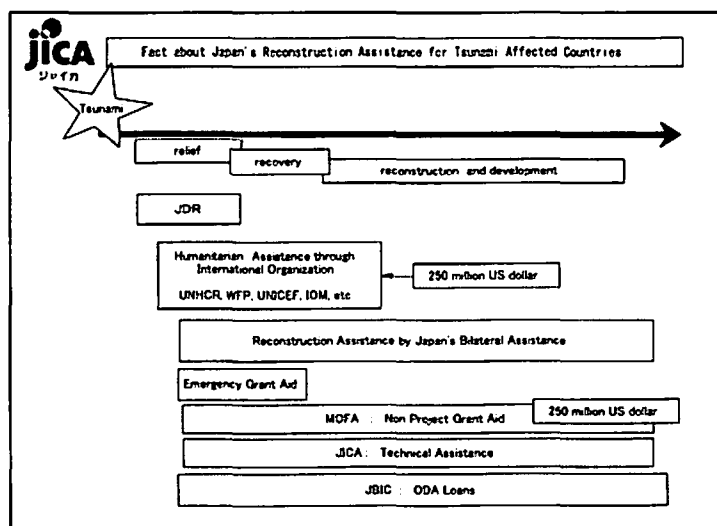 JICA
ジャイカ
Fact about Japan's Reconstruction Assistance for Tsunami Affected Countries
Tsunami
relief
recovery
reconstruction and development
JDR
Humanitarian Assistance through
International Organization
UNHCR, WFP, UNICEF, IOM, etc
250 million US dollar
Reconstruction Assistance by Japan's Bilateral Assistance
Emergency Grant Aid
250 million US dollar
MOFA : Non Project Grant Aid
JICA : Technical Assistance
JBIC : ODA Loans